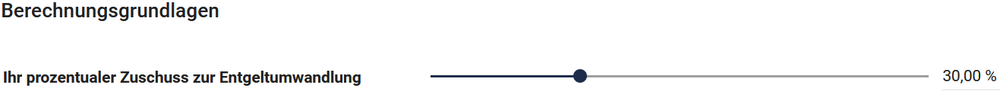 Berechnungsgrundlagen
Ihr prozentualer Zuschuss zur Entgeltumwandlung 30,00 %